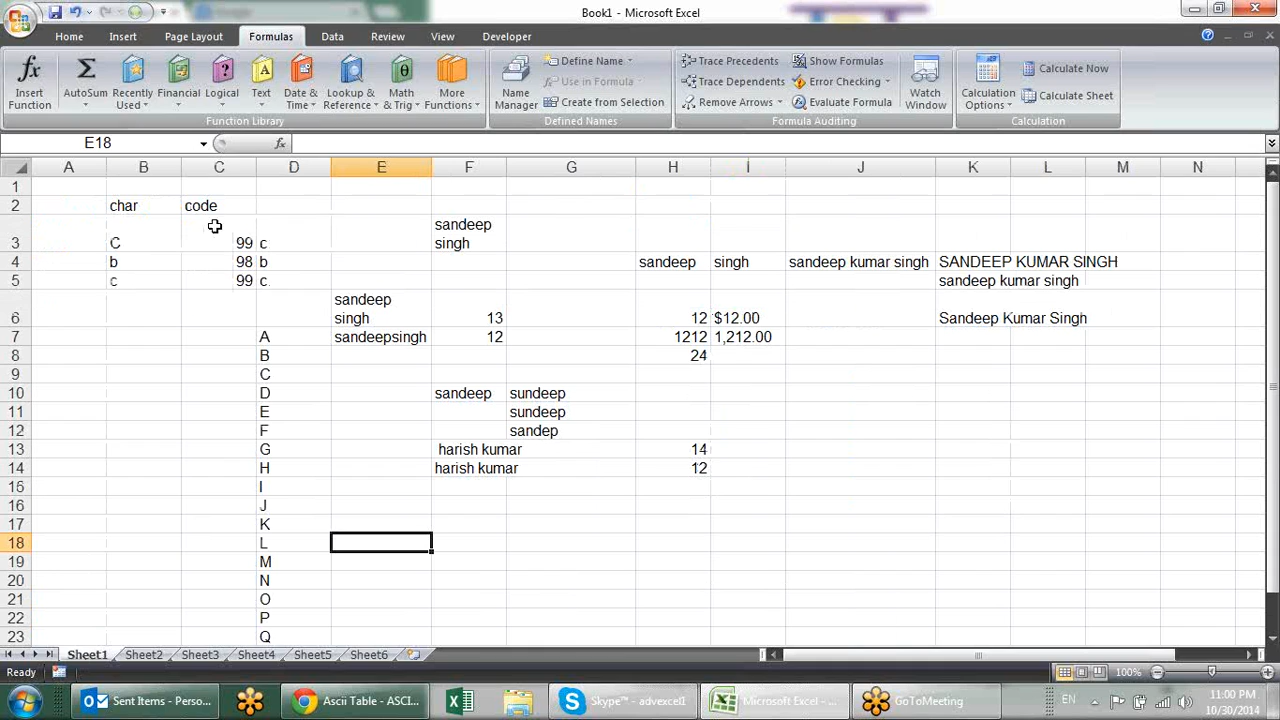 Book1 - Microsoft Excel
Home Insert Page Layout Formulas Data Review View Developer
fx Σ ? A θ
Insert Function
AutoSum
Recently Used
Financial
Logical
Text
Date & Time
Lookup & Reference
Math & Trig
More Functions
Function Library
Name Manager
Define Name
Use in Formula
Create from Selection
Defined Names
Trace Precedents
Trace Dependents
Remove Arrows
Show Formulas
Error Checking
Evaluate Formula
Formula Auditing
Watch Window
Calculation Options
Calculate Now
Calculate Sheet
Calculation
E18 fx
A B C D E F G H I J K L M N
1
2 char code
3 C 99 c sandeep singh
4 b 98 b sandeep singh sandeep kumar singh SANDEEP KUMAR SINGH
5 c 99 c sandeep kumar singh
6 sandeep singh 13 12 $12.00 Sandeep Kumar Singh
7 A sandeepsingh 12 1212 1,212.00
8 B 24
9 C
10 D sandeep sundeep
11 E sundeep
12 F sandep
13 G harish kumar 14
14 H harish kumar 12
15 I
16 J
17 K
18 L
19 M
20 N
21 O
22 P
23 Q
Sheet1 Sheet2 Sheet3 Sheet4 Sheet5 Sheet6
Ready 100%
Sent Items - Perso... Ascii Table - ASCI... Skype™ - advexcel1 Microsoft Excel - ... GoToMeeting EN 11:00 PM
10/30/2014